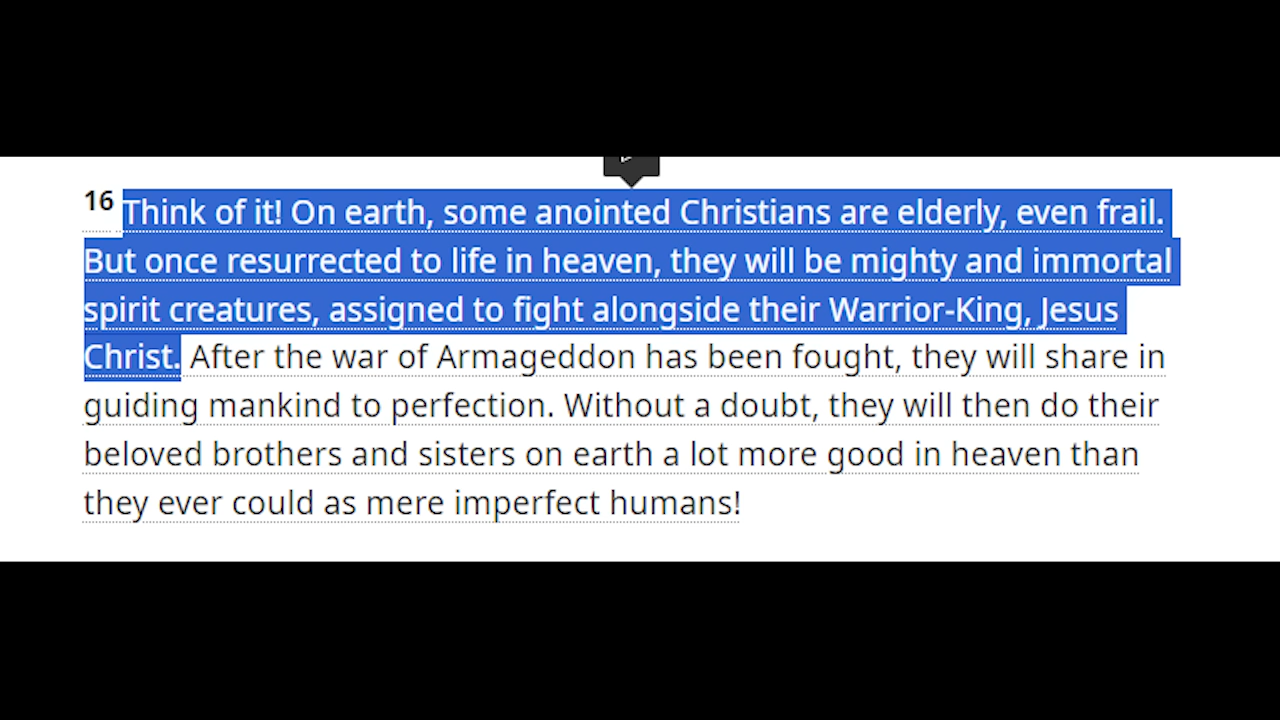 16 Think of it! On earth, some anointed Christians are elderly, even frail.
But once resurrected to life in heaven, they will be mighty and immortal
spirit creatures, assigned to fight alongside their Warrior-King, Jesus
Christ. After the war of Armageddon has been fought, they will share in
guiding mankind to perfection. Without a doubt, they will then do their
beloved brothers and sisters on earth a lot more good in heaven than
they ever could as mere imperfect humans!